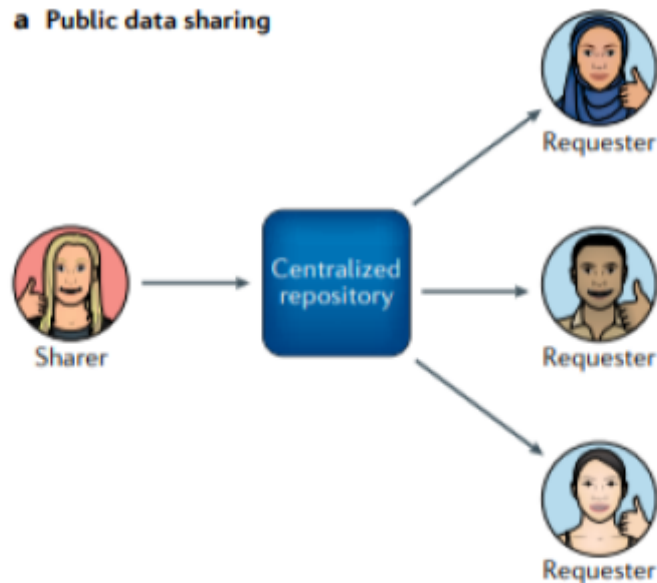 a Public data sharing
Requester
Centralized
repository
Sharer
Requester
Requester